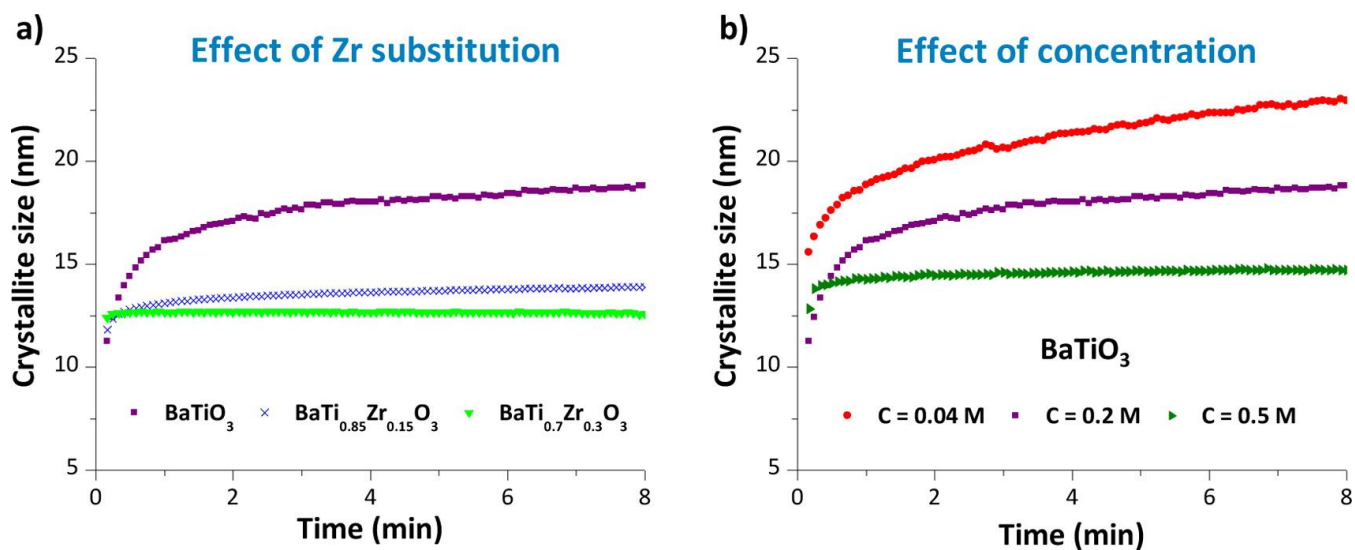 a)
Effect of Zr substitution
25
20
15
10
5
Crystallite size (nm)
BaTiO3 BaTi0.85Zr0.15O3 BaTi0.7Zr0.3O3
0 2 4 6 8
Time (min)
b)
Effect of concentration
25
20
15
10
5
Crystallite size (nm)
BaTiO3
C = 0.04 M C = 0.2 M C = 0.5 M
0 2 4 6 8
Time (min)